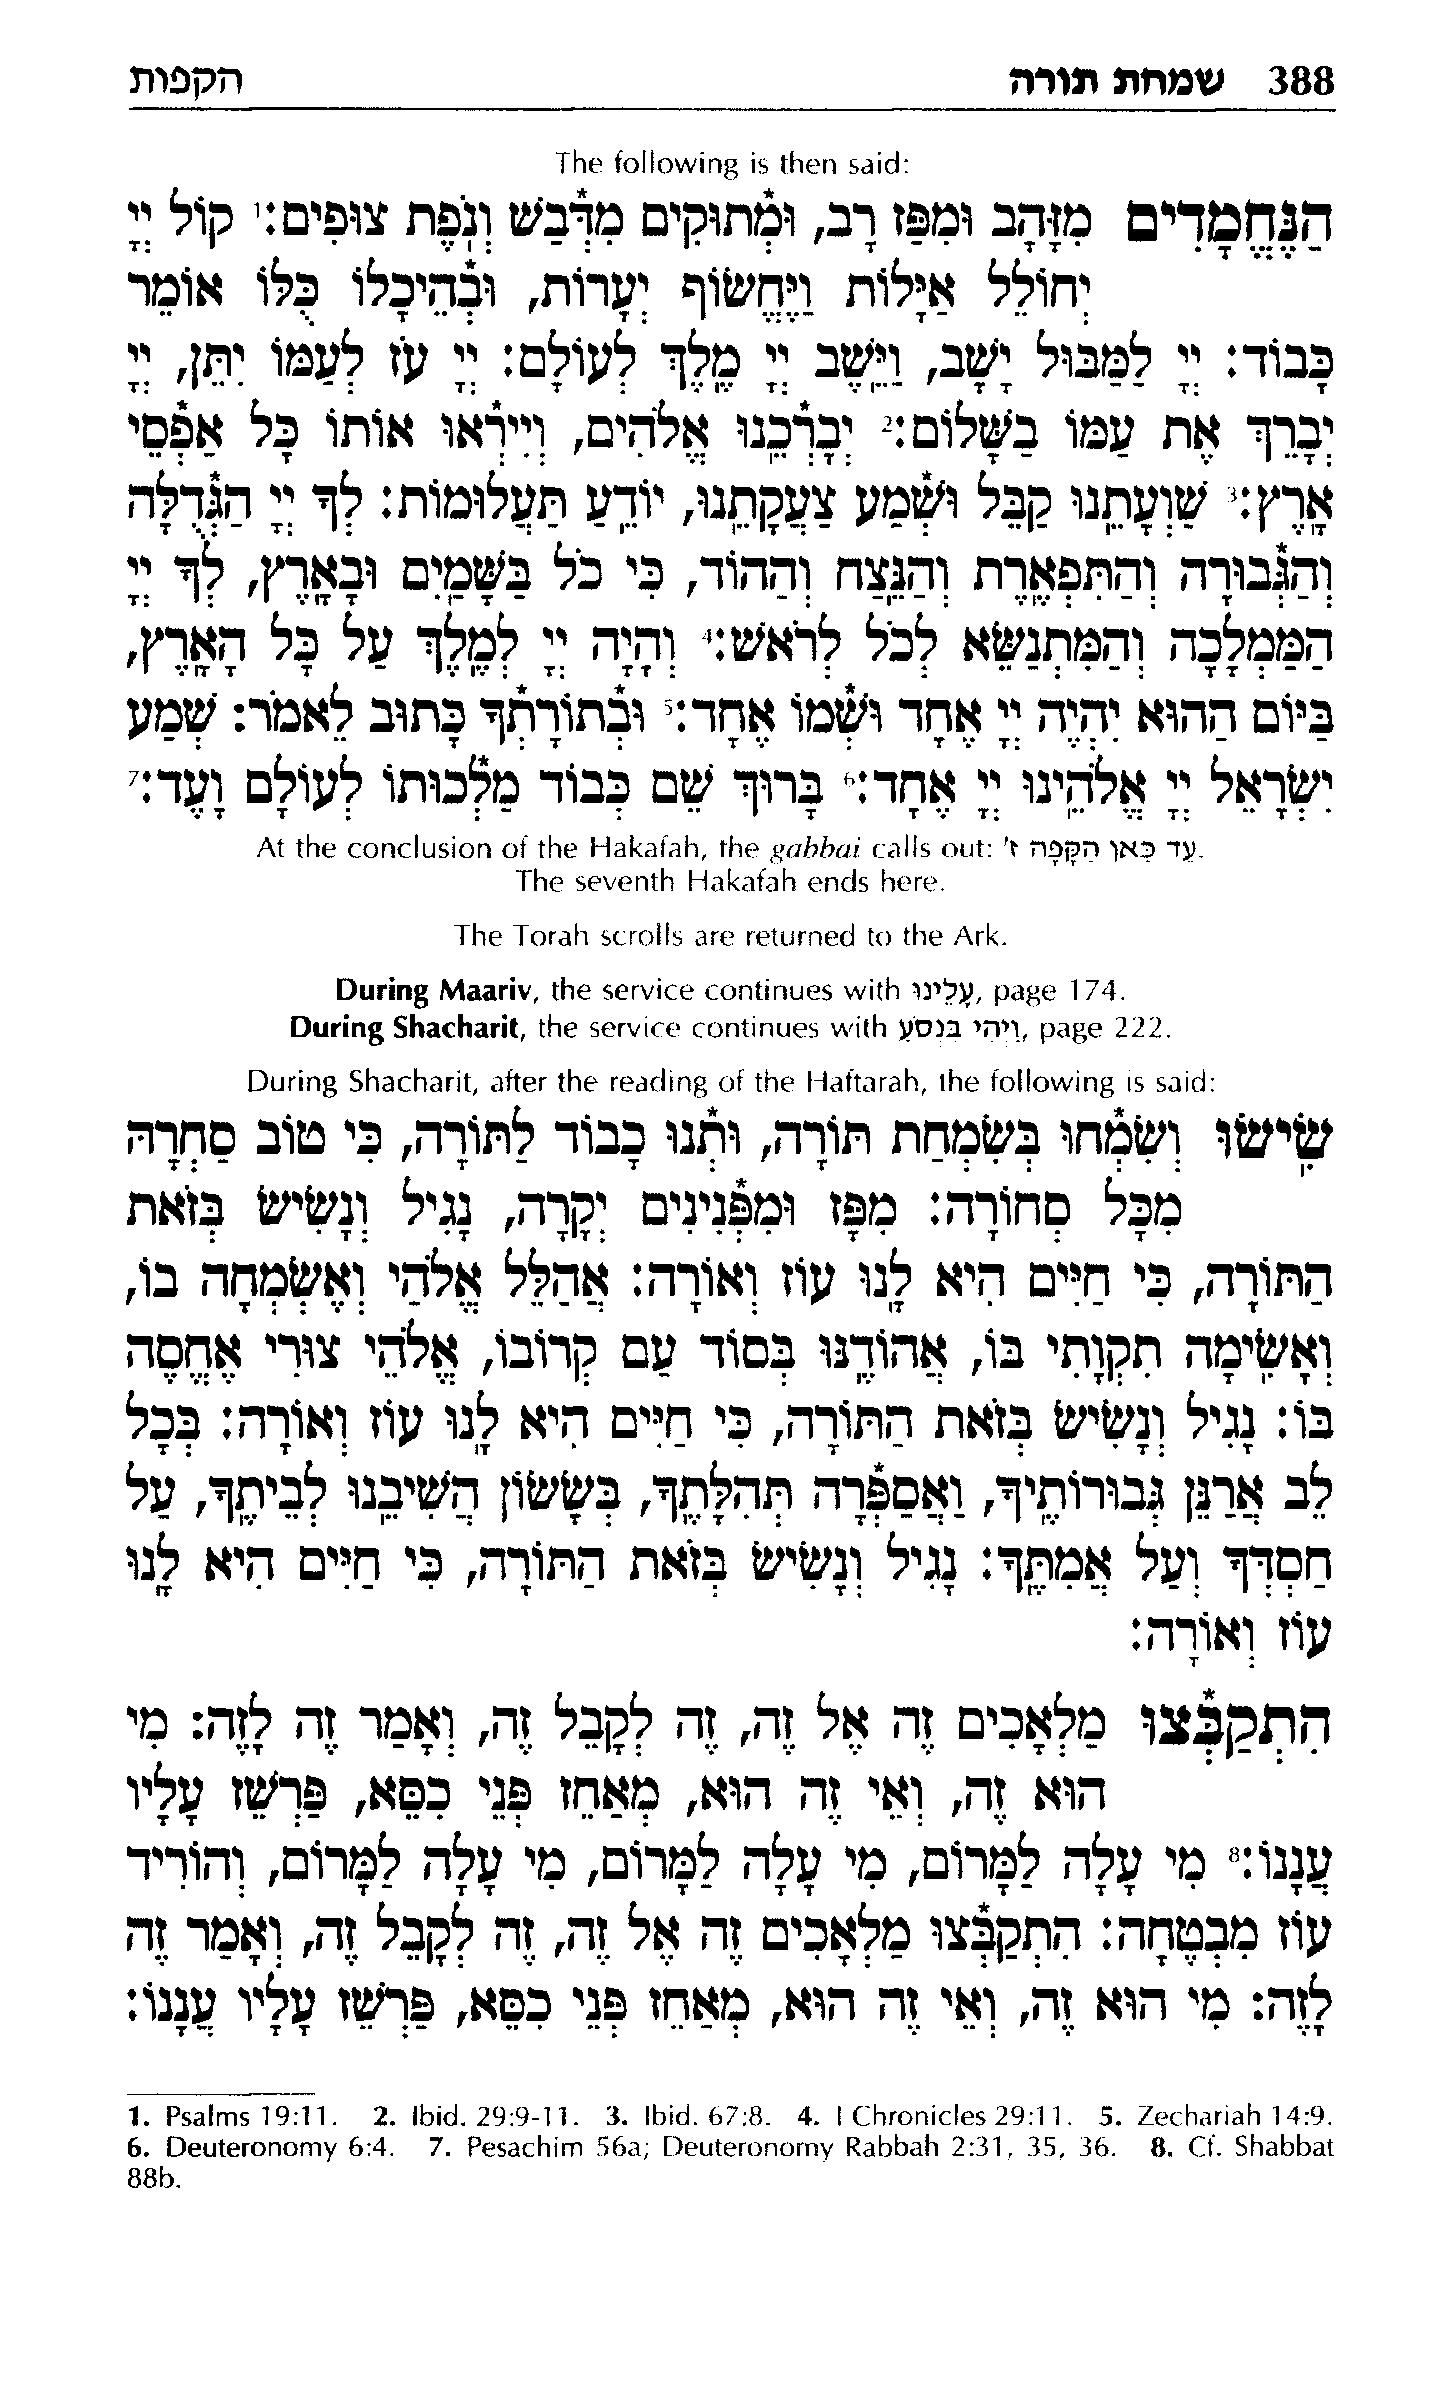 388 שמחת תורה הקפות
The following is then said:
הַנֶּחֱמָדִים מִזָּהָב וּמִפַּז רָב, וּמְ֯תוּקִים מִדְּ֯בַשׁ וְנֹפֶת צוּפִים:¹ קוֹל יְיָ
יְחוֹלֵל אַיָּלוֹת וַיֶּחֱשׂוֹף יְעָרוֹת, וּבְ֯הֵיכָלוֹ כֻּלּוֹ אוֹמֵר
כָּבוֹד: יְיָ לַמַּבּוּל יָשָׁב, וַיֵּשֶׁב יְיָ מֶלֶךְ לְעוֹלָם: יְיָ עֹז לְעַמּוֹ יִתֵּן, יְיָ
יְבָרֵךְ אֶת עַמּוֹ בַשָּׁלוֹם:² יְבָרְ֯כֵנוּ אֱלֹהִים, וְיִירְ֯אוּ אוֹתוֹ כָּל אַפְ֯סֵי
אָרֶץ:³ שַׁוְעָתֵנוּ קַבֵּל וּשְׁ֯מַע צַעֲקָתֵנוּ, יוֹדֵעַ תַּעֲלוּמוֹת: לְךָ יְיָ הַגְּ֯דֻלָּה
וְהַגְּ֯בוּרָה וְהַתִּפְאֶרֶת וְהַנֵּצַח וְהַהוֹד, כִּי כֹל בַּשָּׁמַיִם וּבָאָרֶץ, לְךָ יְיָ
הַמַּמְלָכָה וְהַמִּתְנַשֵּׂא לְכֹל לְרֹאשׁ:⁴ וְהָיָה יְיָ לְמֶלֶךְ עַל כָּל הָאָרֶץ,
בַּיּוֹם הַהוּא יִהְיֶה יְיָ אֶחָד וּשְׁ֯מוֹ אֶחָד:⁵ וּבְ֯תוֹרָתְ֯ךָ כָּתוּב לֵאמֹר: שְׁמַע
יִשְׂרָאֵל יְיָ אֱלֹהֵינוּ יְיָ אֶחָד:⁶ בָּרוּךְ שֵׁם כְּבוֹד מַלְ֯כוּתוֹ לְעוֹלָם וָעֶד:⁷
At the conclusion of the Hakafah, the gabbai calls out: עַד כַּאן הַקָּפָה ז'.
The seventh Hakafah ends here.
The Torah scrolls are returned to the Ark.
During Maariv, the service continues with עָלֵינוּ, page 174.
During Shacharit, the service continues with וַיְהִי בִּנְסֹעַ, page 222.
During Shacharit, after the reading of the Haftarah, the following is said:
שִׂישׂוּ וְשִׂמְ֯חוּ בְּשִׂמְחַת תּוֹרָה, וּתְ֯נוּ כָבוֹד לַתּוֹרָה, כִּי טוֹב סַחְרָהּ
מִכָּל סְחוֹרָה: מִפָּז וּמִפְּ֯נִינִים יְקָרָה, נָגִיל וְנָשִׂישׂ בְּזֹאת
הַתּוֹרָה, כִּי חַיִּים הִיא לָנוּ עוֹז וְאוֹרָה: אֲהַלֵּל אֱלֹהַי וְאֶשְׂמְחָה בוֹ,
וְאָשִׂימָה תִקְוָתִי בּוֹ, אֲהוֹדֶנּוּ בְּסוֹד עַם קְרוֹבוֹ, אֱלֹהֵי צוּרִי אֶחֱסֶה
בּוֹ: נָגִיל וְנָשִׂישׂ בְּזֹאת הַתּוֹרָה, כִּי חַיִּים הִיא לָנוּ עוֹז וְאוֹרָה: בְּכָל
לֵב אֲרַנֵּן גְּבוּרוֹתֶיךָ, וַאֲסַפְּ֯רָה תְּהִלָּתֶךָ, בְּשָׂשׂוֹן הֲשִׁיבֵנוּ לְבֵיתֶךָ, עַל
חַסְדְּךָ וְעַל אֲמִתֶּךָ: נָגִיל וְנָשִׂישׂ בְּזֹאת הַתּוֹרָה, כִּי חַיִּים הִיא לָנוּ
עוֹז וְאוֹרָה:
הִתְקַבְּ֯צוּ מַלְאָכִים זֶה אֶל זֶה, זֶה לְקָבֵל זֶה, וְאָמַר זֶה לָזֶה: מִי
הוּא זֶה, וְאֵי זֶה הוּא, מְאַחֵז פְּנֵי כִסֵּא, פַּרְשֵׁז עָלָיו
עֲנָנוֹ:⁸ מִי עָלָה לַמָּרוֹם, מִי עָלָה לַמָּרוֹם, מִי עָלָה לַמָּרוֹם, וְהוֹרִיד
עוֹז מִבְטֶחָה: הִתְקַבְּ֯צוּ מַלְאָכִים זֶה אֶל זֶה, זֶה לְקָבֵל זֶה, וְאָמַר זֶה
לָזֶה: מִי הוּא זֶה, וְאֵי זֶה הוּא, מְאַחֵז פְּנֵי כִסֵּא, פַּרְשֵׁז עָלָיו עֲנָנוֹ:
1. Psalms 19:11. 2. Ibid. 29:9-11. 3. Ibid. 67:8. 4. I Chronicles 29:11. 5. Zechariah 14:9.
6. Deuteronomy 6:4. 7. Pesachim 56a; Deuteronomy Rabbah 2:31, 35, 36. 8. Cf. Shabbat
88b.